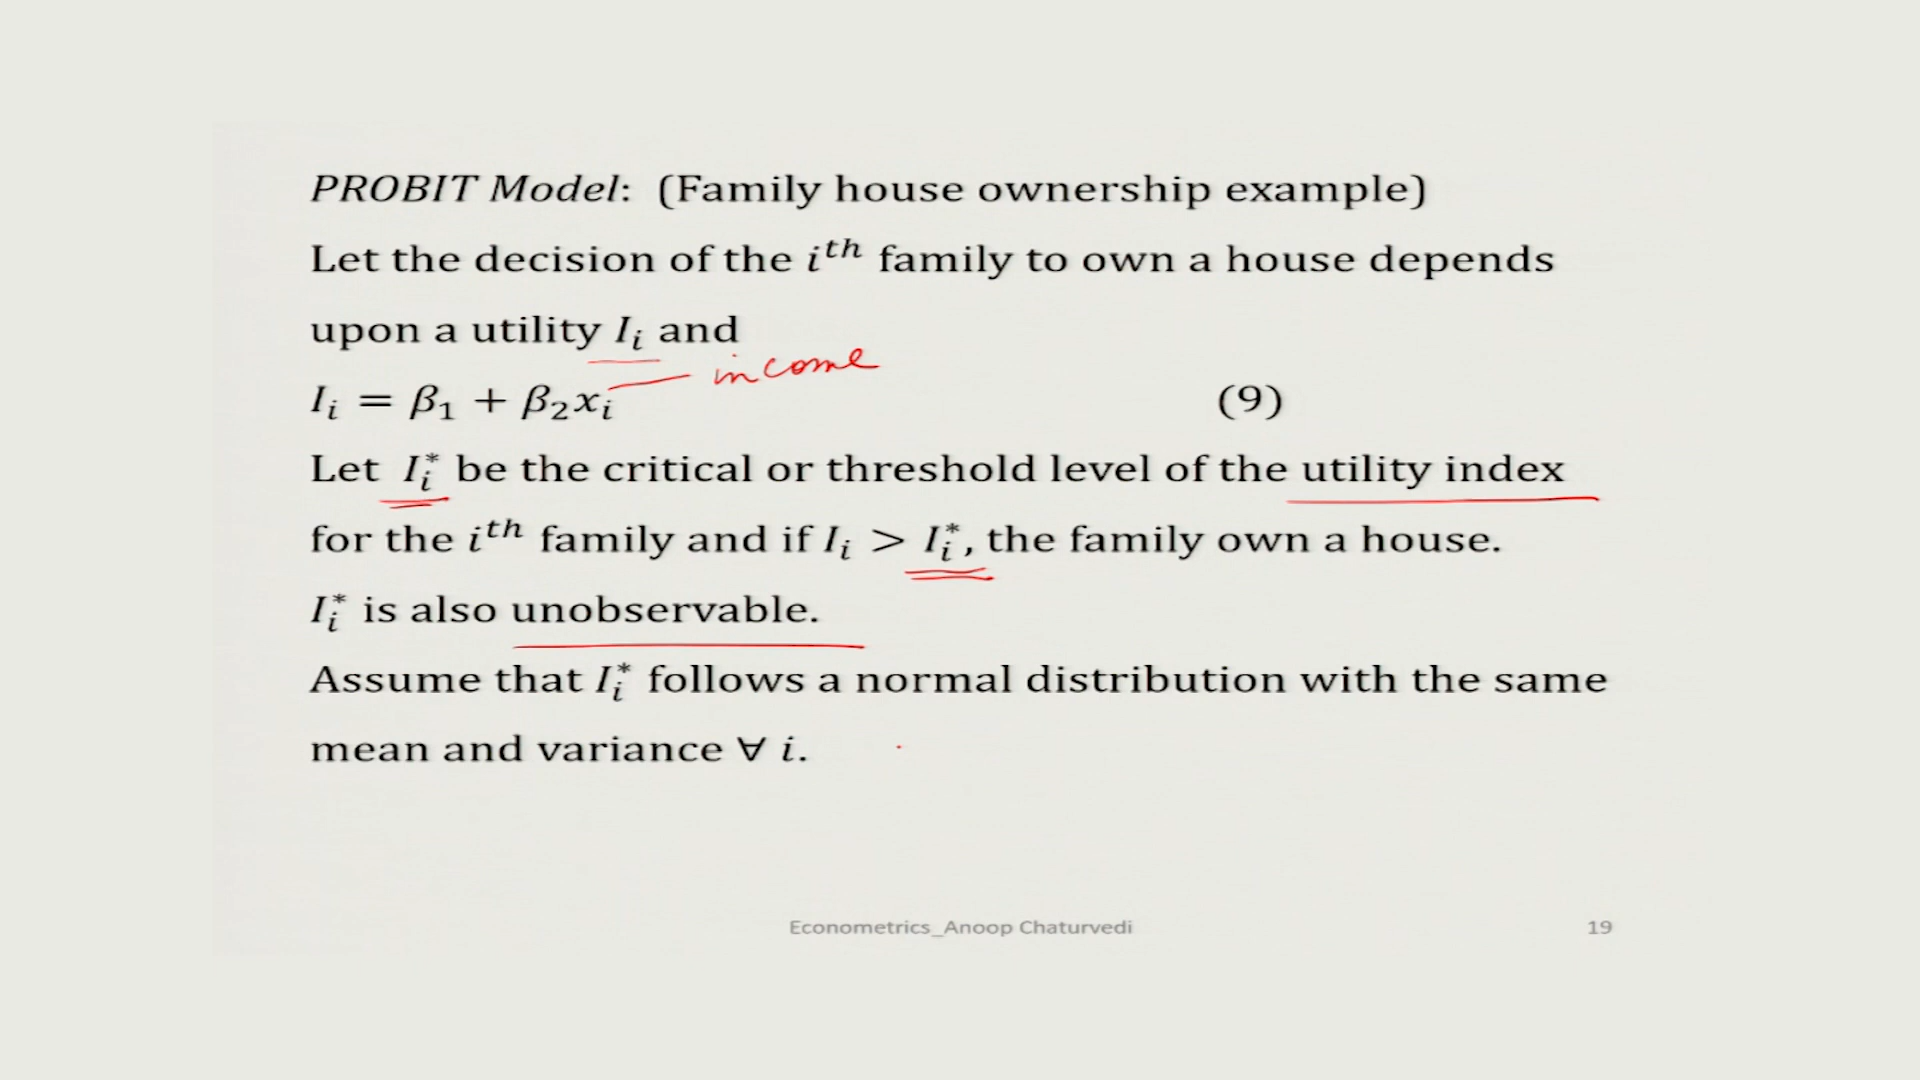 PROBIT Model: (Family house ownership example)
Let the decision of the iᵗʰ family to own a house depends
upon a utility Iᵢ and
income
Iᵢ = β₁ + β₂xᵢ (9)
Let Iᵢ* be the critical or threshold level of the utility index
for the iᵗʰ family and if Iᵢ > Iᵢ*, the family own a house.
Iᵢ* is also unobservable.
Assume that Iᵢ* follows a normal distribution with the same
mean and variance ∀ i.
Econometrics_Anoop Chaturvedi 19